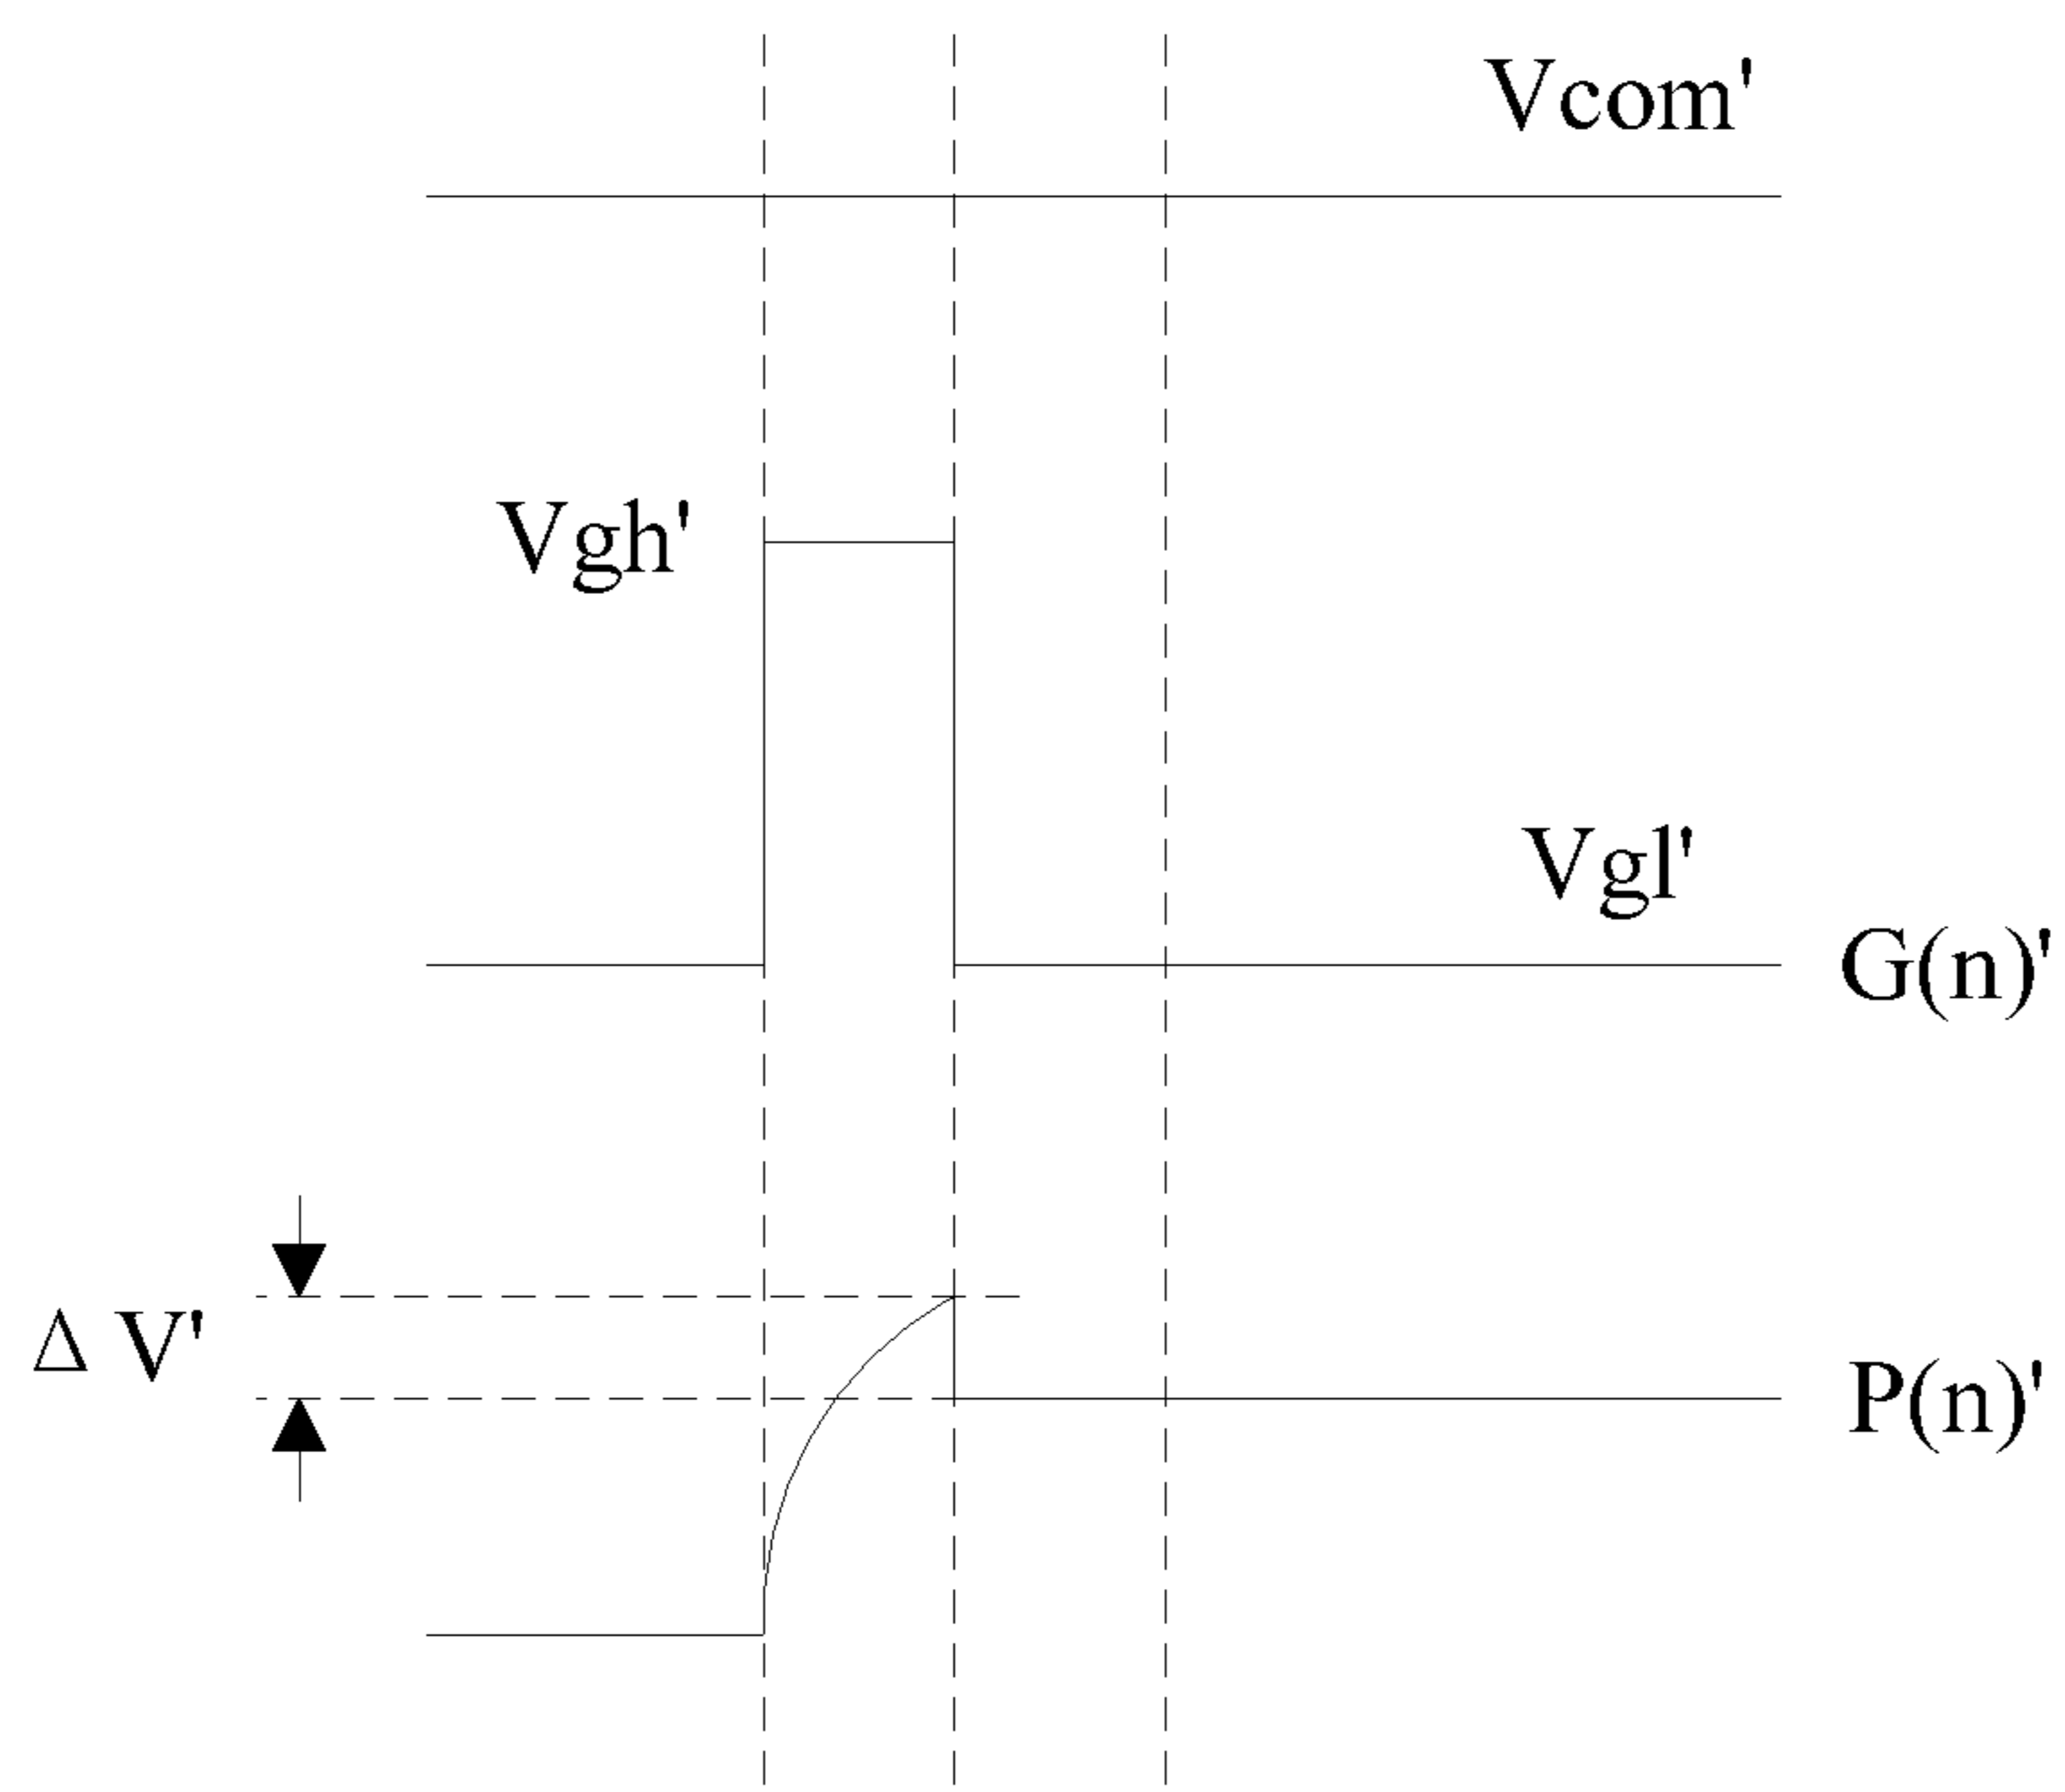 Vcom'
Vgh'
Vgl'
G(n)'
Δ V'
P(n)'